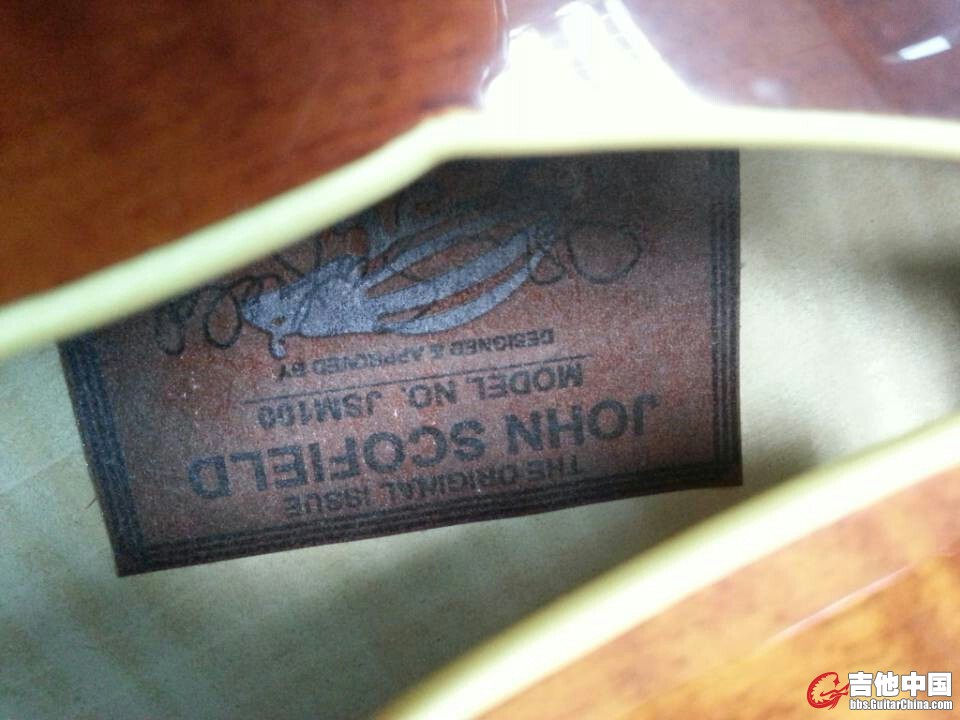 THE ORIGINAL ISSUE
JOHN SCOFIELD
MODEL NO. JSM100
DESIGNED & APPROVED BY
吉他中国
bbs.GuitarChina.com